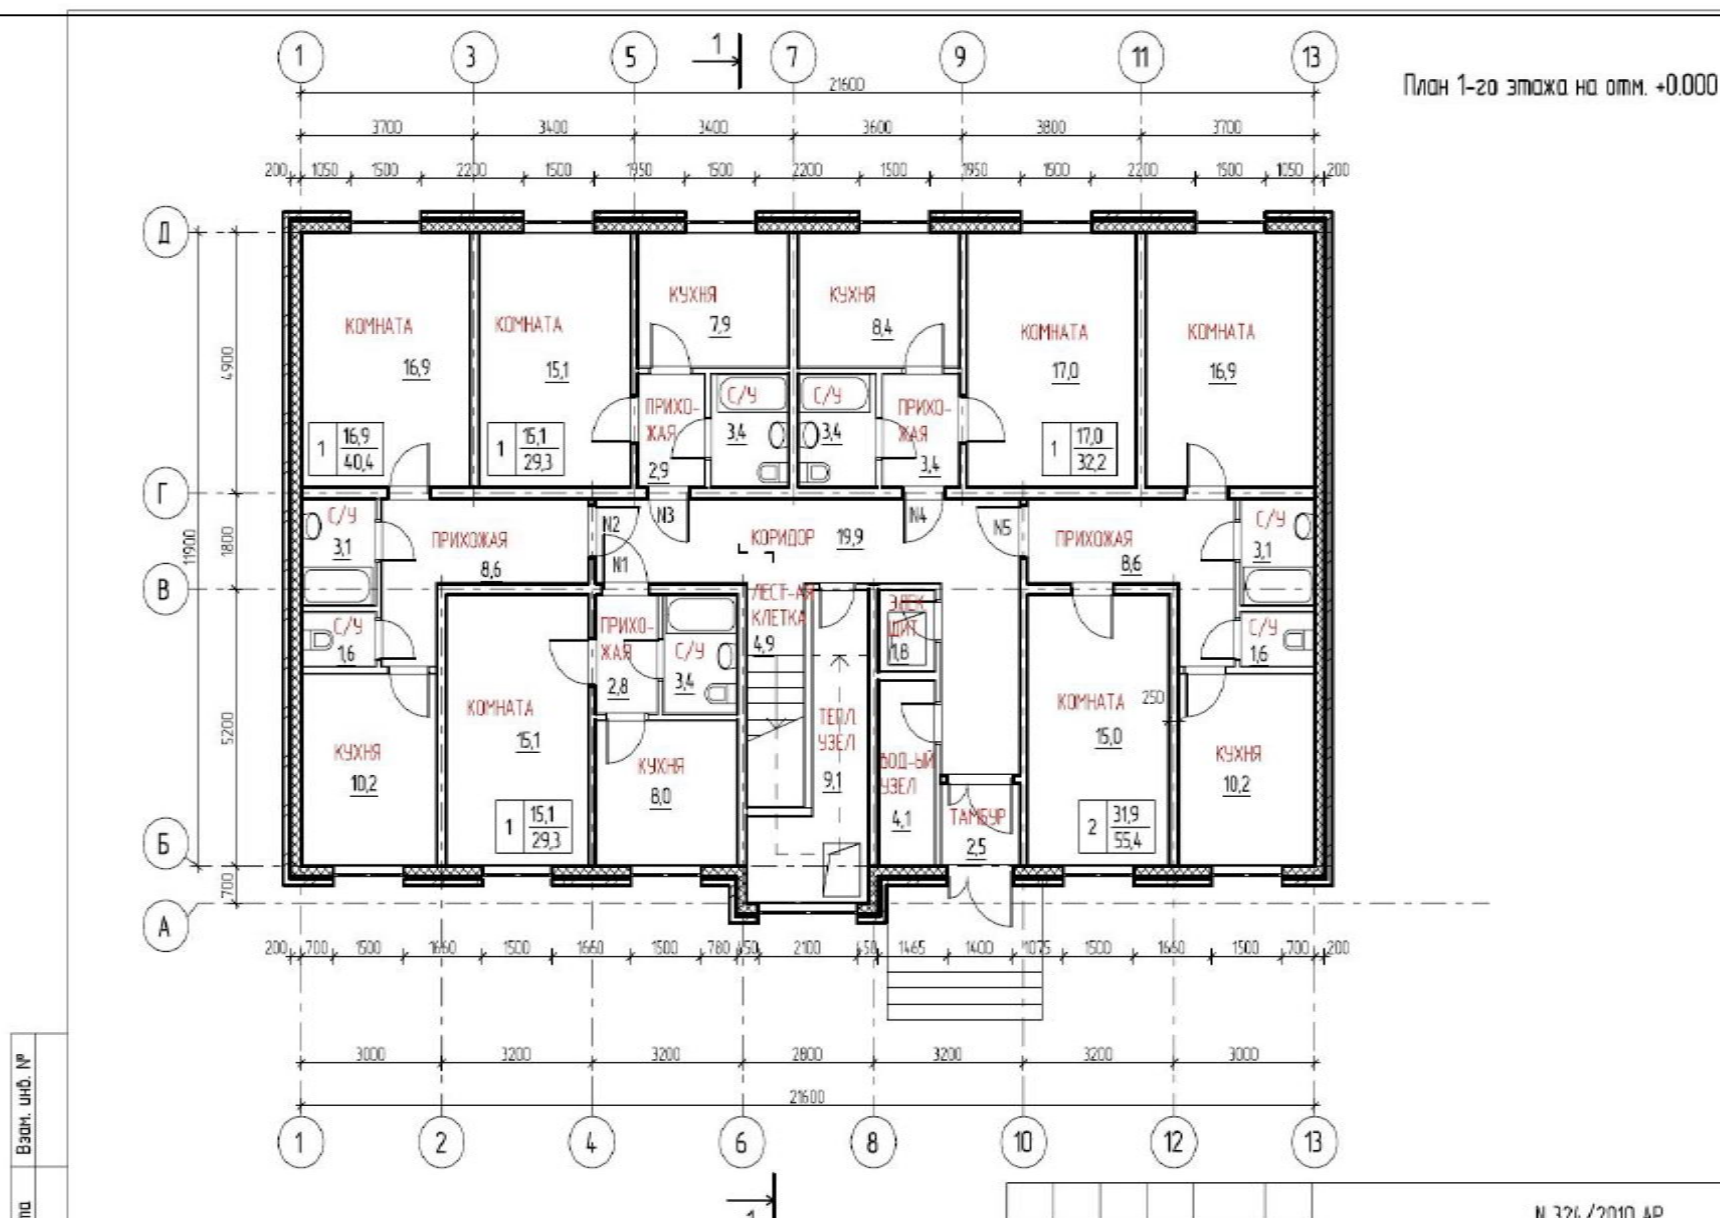 1 3 5 1 7 9 11 13
21600
План 1-го этажа на отм. +0.000
3700 3400 3400 3600 3800 3700
200 1050 1500 2200 1500 1950 1500 2200 1500 1950 1500 2200 1500 1050 200
Д
КУХНЯ КУХНЯ
7,9 8,4
КОМНАТА КОМНАТА КОМНАТА КОМНАТА
16,9 15,1 17,0 16,9
4900
С/У С/У
ПРИХО- ПРИХО-
ЖАЯ 3,4 3,4 ЖАЯ
2,9 3,4
1 16,9 40,4
1 15,1 29,3
1 17,0 32,2
Г
С/У N2 N3 N4 N5 С/У
3,1 ПРИХОЖАЯ КОРИДОР 19,9 ПРИХОЖАЯ 3,1
8,6 N1 8,6
11900 1800
В
ЛЕСТ-АЯ
КЛЕТКА
4,9
ЭЛЕК
ЩИТ
1,8
С/У
1,6
ПРИХО-
ЖАЯ
2,8
С/У
3,4
С/У
1,6
5200
КОМНАТА
15,1
ТЕПЛ.
УЗЕЛ
9,1
КОМНАТА
15,0
250
КУХНЯ
10,2
КУХНЯ
8,0
ВОД-ЫЙ
УЗЕЛ
4,1
КУХНЯ
10,2
ТАМБУР
2,5
1 15,1 29,3
2 31,9 55,4
Б
700
А
200 700 1500 1660 1500 1660 1500 780 450 2100 450 1465 1400 1075 1500 1660 1500 700 200
3000 3200 3200 2800 3200 3200 3000
21600
1 2 4 6 8 10 12 13
1
Взам. инв. №
N 324/2010 АР